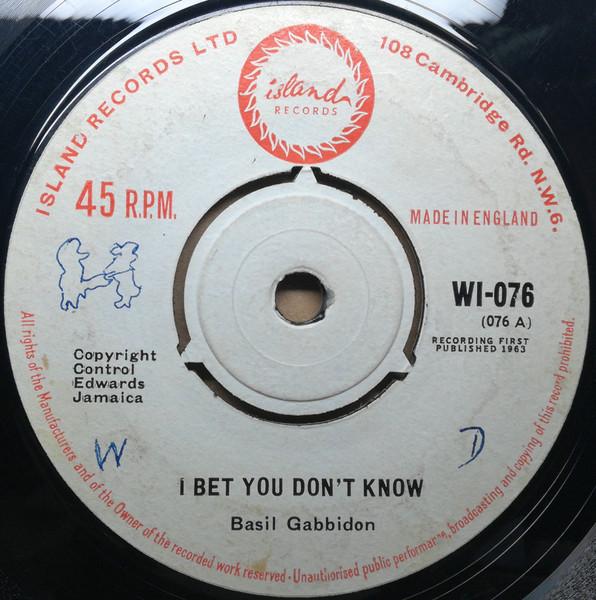 ISLAND RECORDS LTD
108 Cambridge Rd. N.W.6.
island
RECORDS
45 R.P.M.
MADE IN ENGLAND
WI-076
(076 A)
RECORDING FIRST
PUBLISHED 1963
Copyright
Control
Edwards
Jamaica
W
D
I BET YOU DON'T KNOW
Basil Gabbidon
All rights of the Manufacturers and of the Owner of the recorded work reserved · Unauthorised public performance, broadcasting and copying of this record prohibited.